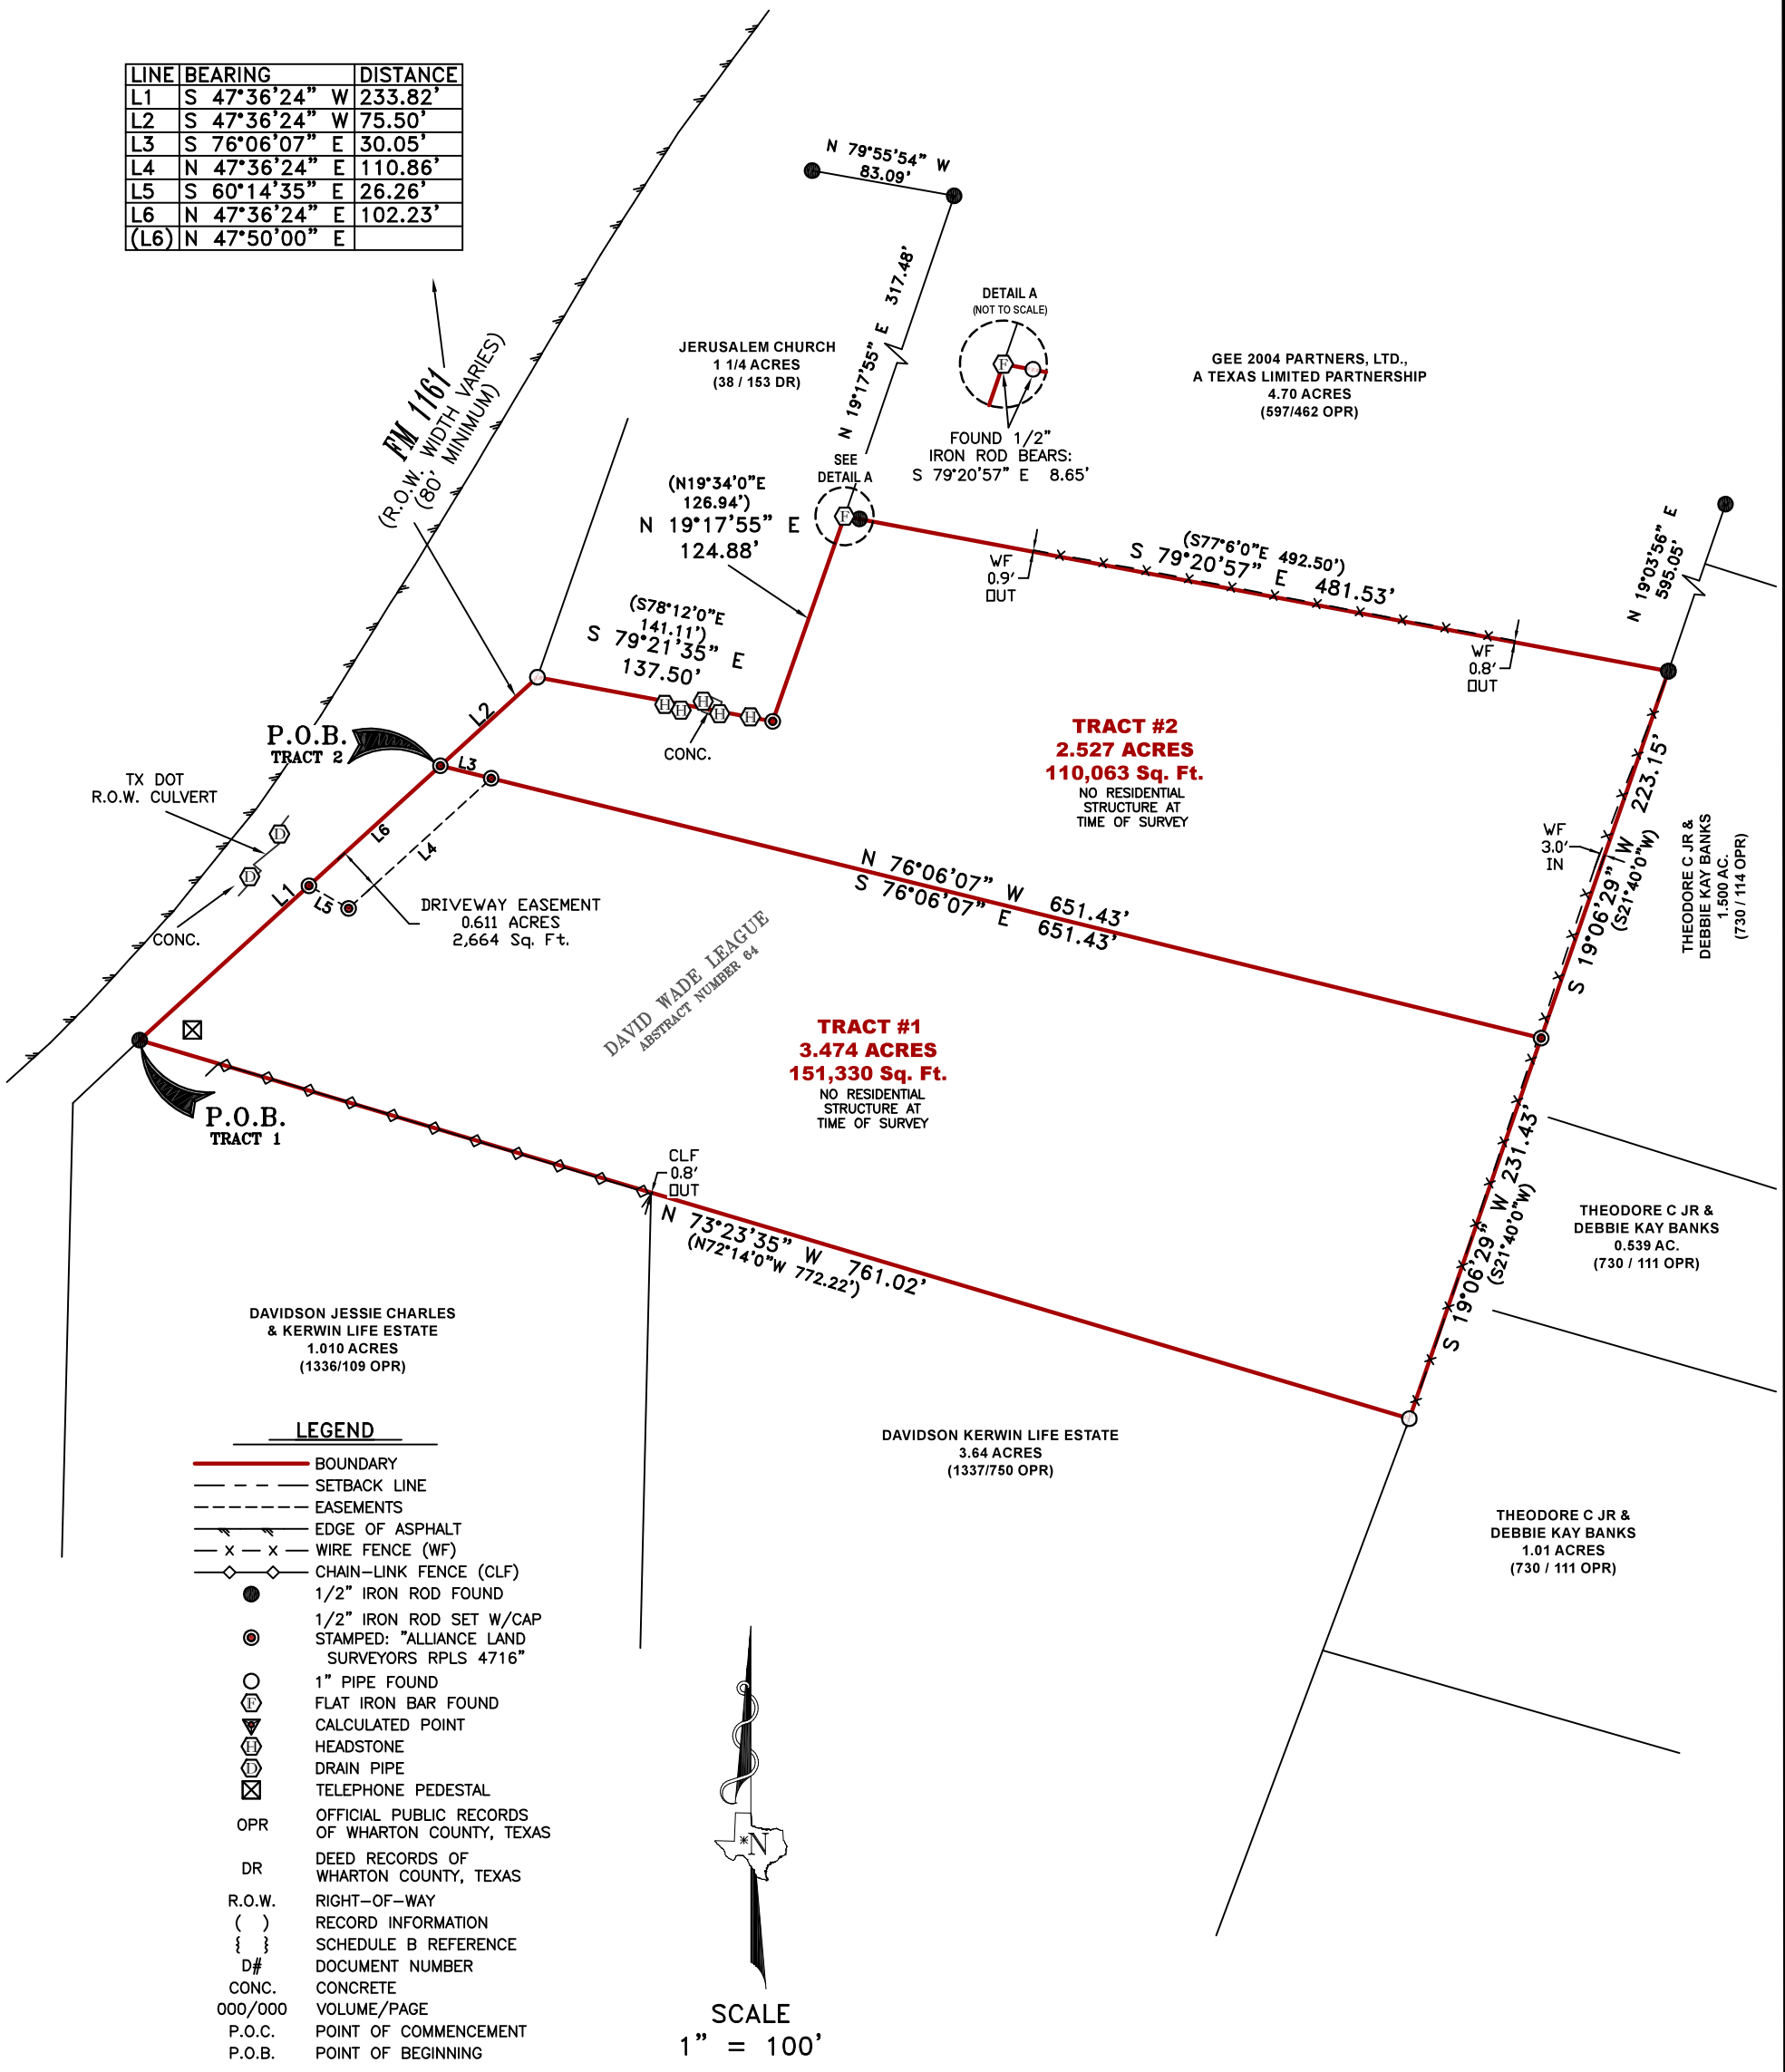 LINE BEARING DISTANCE
L1 S 47°36'24" W 233.82'
L2 S 47°36'24" W 75.50'
L3 S 76°06'07" E 30.05'
L4 N 47°36'24" E 110.86'
L5 S 60°14'35" E 26.26'
L6 N 47°36'24" E 102.23'
(L6) N 47°50'00" E
N 79°55'54" W
83.09'
N 19°17'55" E 317.48'
DETAIL A
(NOT TO SCALE)
F
FOUND 1/2"
IRON ROD BEARS:
S 79°20'57" E 8.65'
JERUSALEM CHURCH
1 1/4 ACRES
(38 / 153 DR)
GEE 2004 PARTNERS, LTD.,
A TEXAS LIMITED PARTNERSHIP
4.70 ACRES
(597/462 OPR)
FM 1161
(R.O.W. WIDTH VARIES)
(80' MINIMUM)
SEE
DETAIL A
F
(N19°34'0"E
126.94')
N 19°17'55" E
124.88'
(S78°12'0"E
141.11')
S 79°21'35" E
137.50'
WF
0.9'
OUT
(S77°6'0"E 492.50')
S 79°20'57" E 481.53'
WF
0.8'
OUT
N 19°03'56" E
595.05'
H
H
H
H
H
CONC.
L2
P.O.B.
TRACT 2
L3
TX DOT
R.O.W. CULVERT
D
D
CONC.
L6
L4
L1
L5
DRIVEWAY EASEMENT
0.611 ACRES
2,664 Sq. Ft.
TRACT #2
2.527 ACRES
110,063 Sq. Ft.
NO RESIDENTIAL
STRUCTURE AT
TIME OF SURVEY
WF
3.0'
IN
S 19°06'29" W 223.15'
(S21°40'0"W)
THEODORE C JR &
DEBBIE KAY BANKS
1.500 AC.
(730 / 114 OPR)
N 76°06'07" W 651.43'
S 76°06'07" E 651.43'
DAVID WADE LEAGUE
ABSTRACT NUMBER 64
TRACT #1
3.474 ACRES
151,330 Sq. Ft.
NO RESIDENTIAL
STRUCTURE AT
TIME OF SURVEY
P.O.B.
TRACT 1
CLF
0.8'
OUT
N 73°23'35" W 761.02'
(N72°14'0"W 772.22')
S 19°06'29" W 231.43'
(S21°40'0"W)
THEODORE C JR &
DEBBIE KAY BANKS
0.539 AC.
(730 / 111 OPR)
DAVIDSON JESSIE CHARLES
& KERWIN LIFE ESTATE
1.010 ACRES
(1336/109 OPR)
DAVIDSON KERWIN LIFE ESTATE
3.64 ACRES
(1337/750 OPR)
THEODORE C JR &
DEBBIE KAY BANKS
1.01 ACRES
(730 / 111 OPR)
LEGEND
BOUNDARY
SETBACK LINE
EASEMENTS
EDGE OF ASPHALT
WIRE FENCE (WF)
CHAIN-LINK FENCE (CLF)
1/2" IRON ROD FOUND
1/2" IRON ROD SET W/CAP
STAMPED: "ALLIANCE LAND
SURVEYORS RPLS 4716"
1" PIPE FOUND
F FLAT IRON BAR FOUND
CALCULATED POINT
H HEADSTONE
D DRAIN PIPE
TELEPHONE PEDESTAL
OPR OFFICIAL PUBLIC RECORDS
OF WHARTON COUNTY, TEXAS
DR DEED RECORDS OF
WHARTON COUNTY, TEXAS
R.O.W. RIGHT-OF-WAY
( ) RECORD INFORMATION
{ } SCHEDULE B REFERENCE
D# DOCUMENT NUMBER
CONC. CONCRETE
000/000 VOLUME/PAGE
P.O.C. POINT OF COMMENCEMENT
P.O.B. POINT OF BEGINNING
N
SCALE
1" = 100'